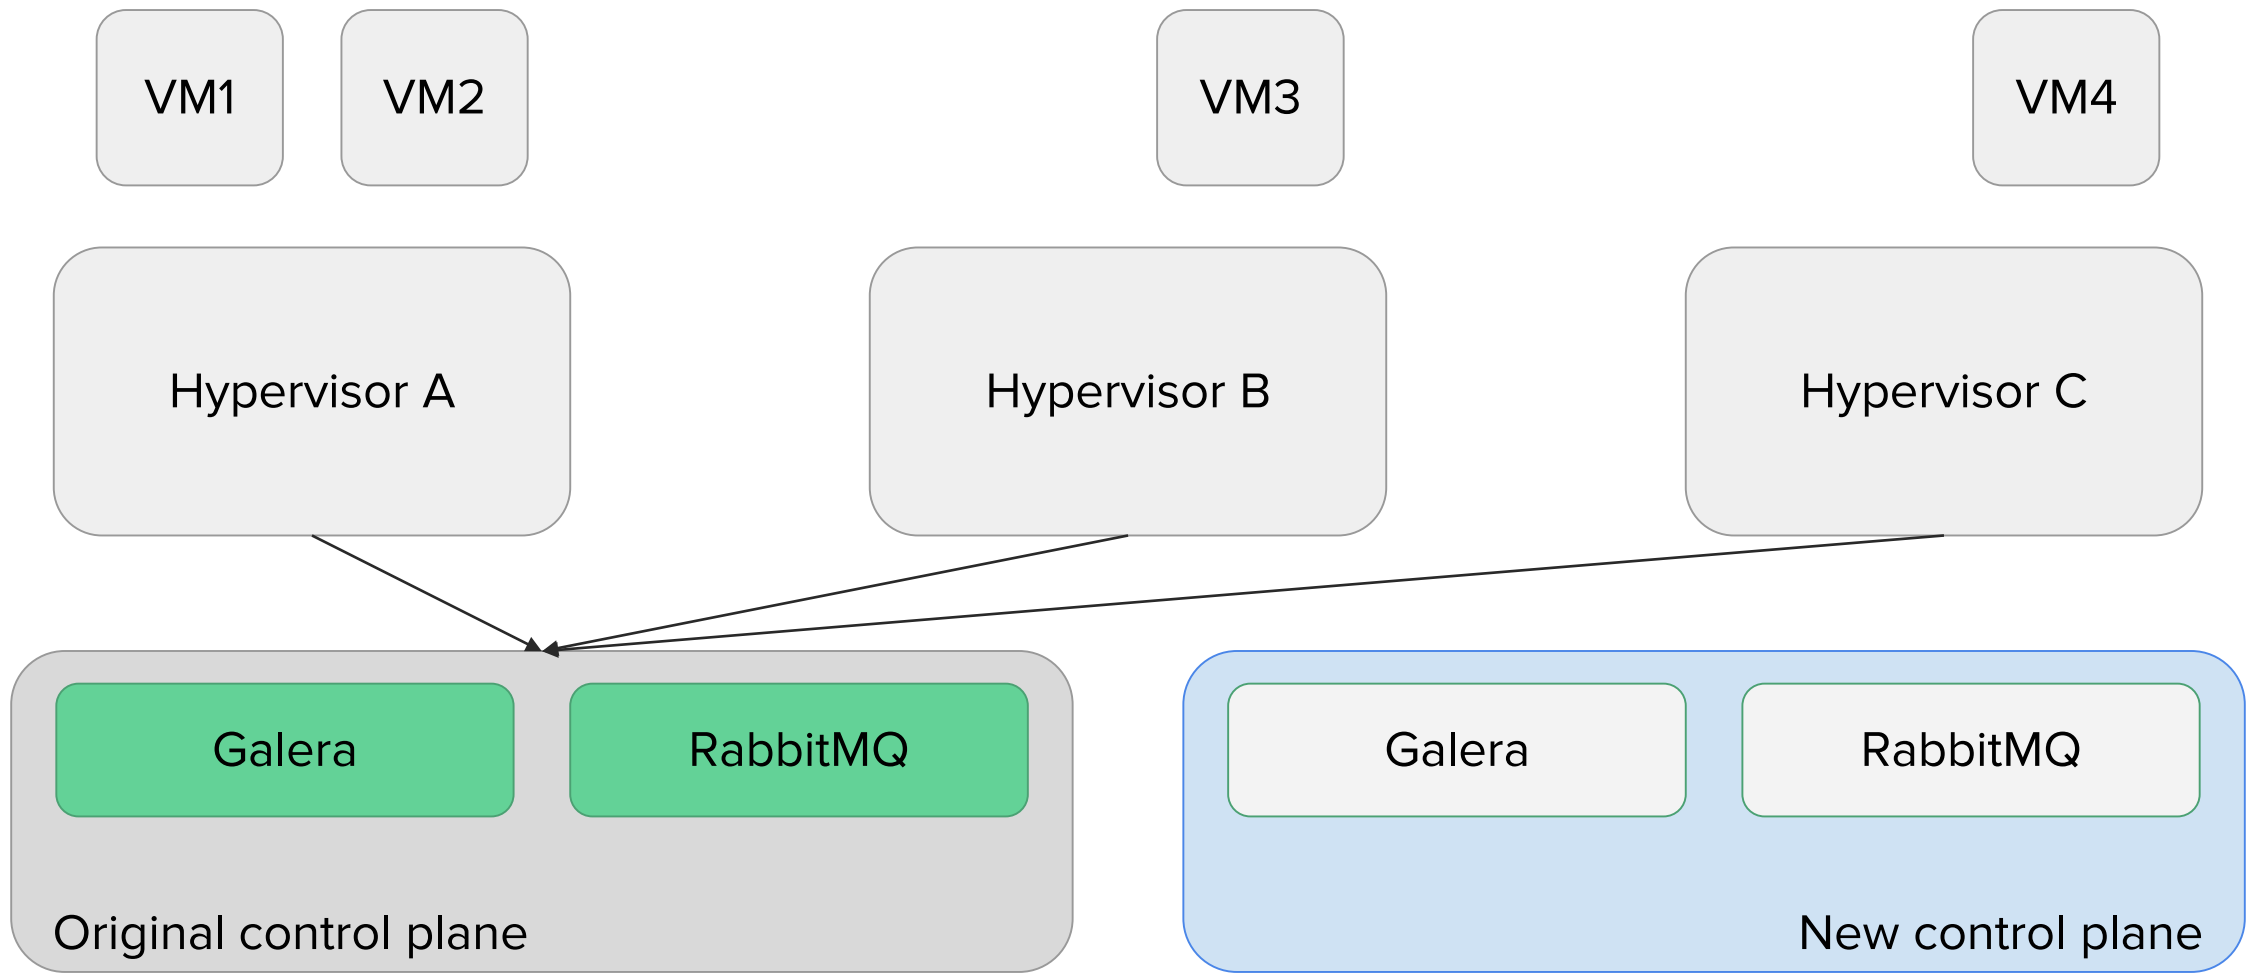 VM1
VM2
VM3
VM4
Hypervisor A
Hypervisor B
Hypervisor C
Galera
RabbitMQ
Galera
RabbitMQ
Original control plane
New control plane